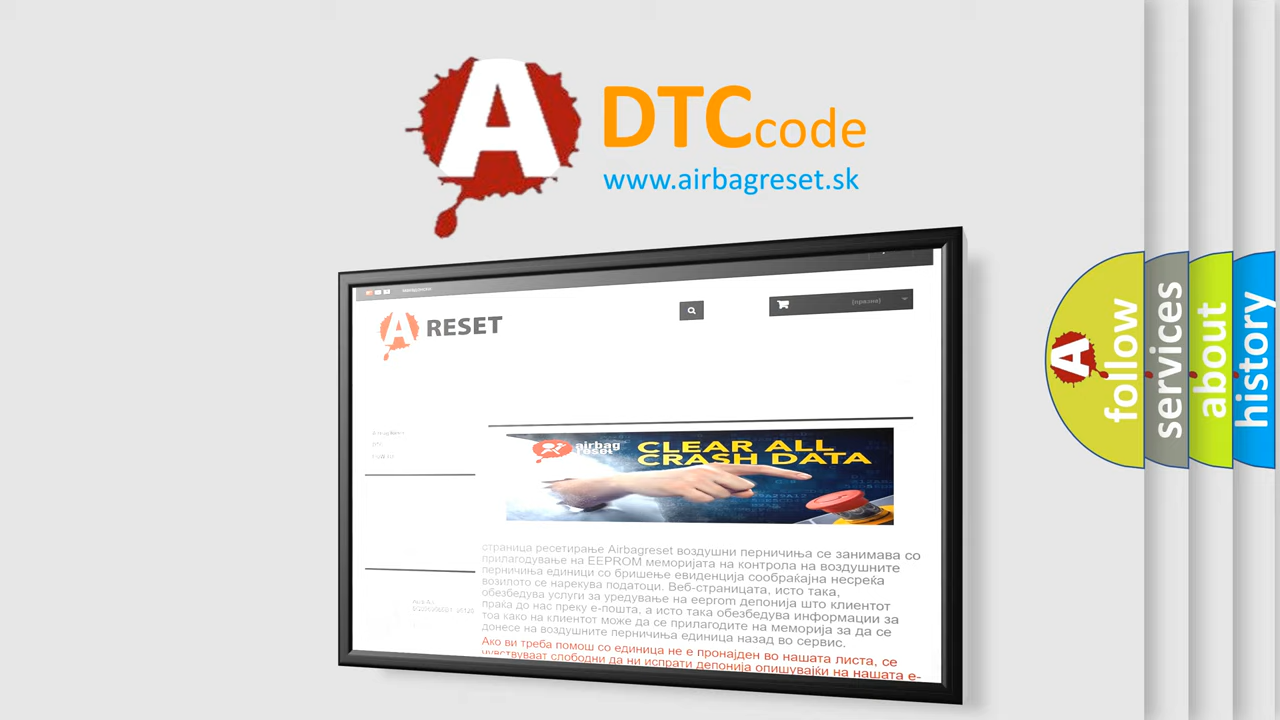 A
DTC code
www.airbagreset.sk
A RESET
(празно)
DTC
airbag
reset
CLEAR ALL
CRASH DATA
страница ресетирање Airbagreset воздушни перничиња се занимава со
прилагодување на EEPROM меморијата на контрола на воздушните
перничиња единици со бришење евиденција сообраќајна несреќа
возилото се нарекува податоци. Веб-страницата, исто така,
обезбедува услуги за уредување на eeprom депонија што клиентот
праќа до нас преку е-пошта, а исто така обезбедува информации за
тоа како на клиентот може да се прилагодите на меморија за да се
донесе на воздушните перничиња единица назад во сервис.
Ако ви треба помош со единица не е пронајден во нашата листа, се
чувствуваат слободни да ни испрати депонија опишувајќи на нашата е-
A follow
services
about
history